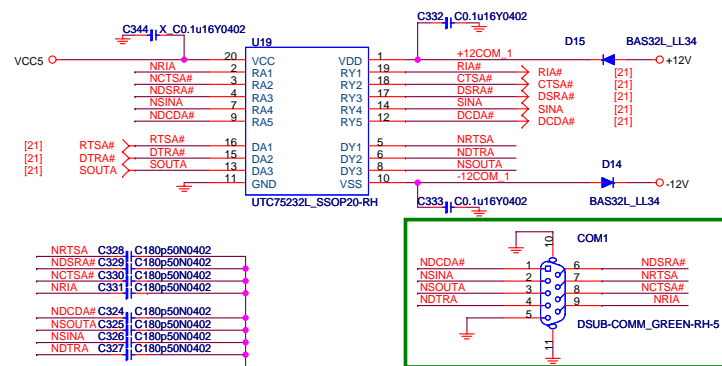 C344 X_C0.1u16Y0402
C332 C0.1u16Y0402
U19
D15 BAS32L_LL34
VCC5
20 VCC VDD 1 +12COM_1
+12V
NRIA 2 RA1 RY1 19 RIA# RIA# [21]
NCTSA# 3 RA2 RY2 18 CTSA# CTSA# [21]
NDSRA# 4 RA3 RY3 17 DSRA# DSRA# [21]
NSINA 7 RA4 RY4 14 SINA SINA [21]
NDCDA# 9 RA5 RY5 12 DCDA# DCDA# [21]
[21] RTSA# RTSA# 16 DA1 DY1 5 NRTSA
[21] DTRA# DTRA# 15 DA2 DY2 6 NDTRA
[21] SOUTA SOUTA 13 DA3 DY3 8 NSOUTA
D14
11 GND VSS 10 -12COM_1
-12V
UTC75232L_SSOP20-RH
BAS32L_LL34
C333 C0.1u16Y0402
COM1
10
NRTSA C328 C180p50N0402
NDSRA# C329 C180p50N0402
NCTSA# C330 C180p50N0402
NRIA C331 C180p50N0402
NDCDA# C324 C180p50N0402
NSOUTA C325 C180p50N0402
NSINA C326 C180p50N0402
NDTRA C327 C180p50N0402
NDCDA# 1 6 NDSRA#
NSINA 2 7 NRTSA
NSOUTA 3 8 NCTSA#
NDTRA 4 9 NRIA
5
DSUB-COMM_GREEN-RH-5
11